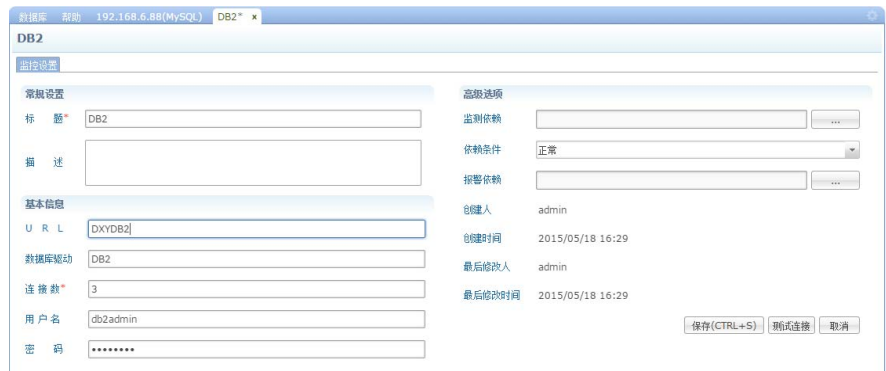 数据库 帮助 192.168.6.88(MySQL) DB2* x
DB2
监控设置
常规设置
标 题* DB2
描 述
基本信息
U R L DXYDB2
数据库驱动 DB2
连 接 数* 3
用 户 名 db2admin
密 码 ••••••••
高级选项
监测依赖 ...
依赖条件 正常
报警依赖 ...
创建人 admin
创建时间 2015/05/18 16:29
最后修改人 admin
最后修改时间 2015/05/18 16:29
保存(CTRL+S) 测试连接 取消